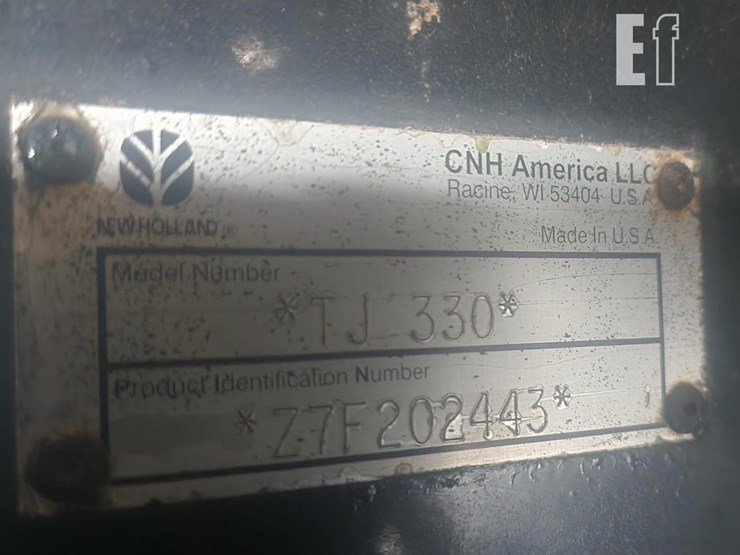 Ef
CNH America LLC
Racine, WI 53404 U.S.A.
NEW HOLLAND ®
Made In U.S.A.
Model Number
*TJ 330*
Product Identification Number
*Z7F202443*